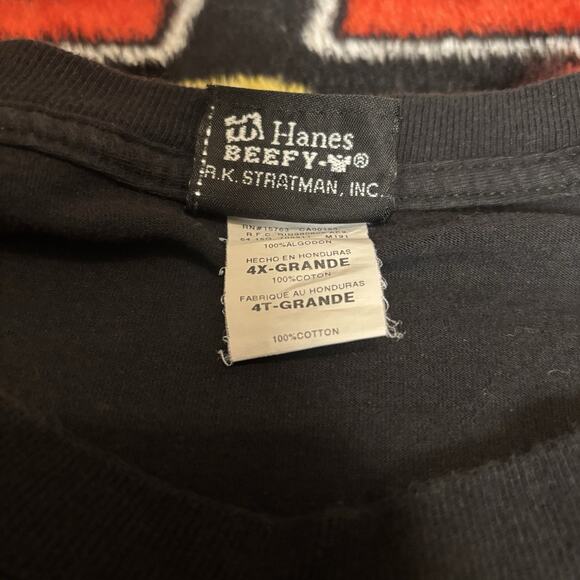 Hanes
BEEFY-T®
R.K. STRATMAN, INC.
RN#15763
100%ALGODON
HECHO EN HONDURAS
4X-GRANDE
100%COTON
FABRIQUE AU HONDURAS
4T-GRANDE
100%COTTON